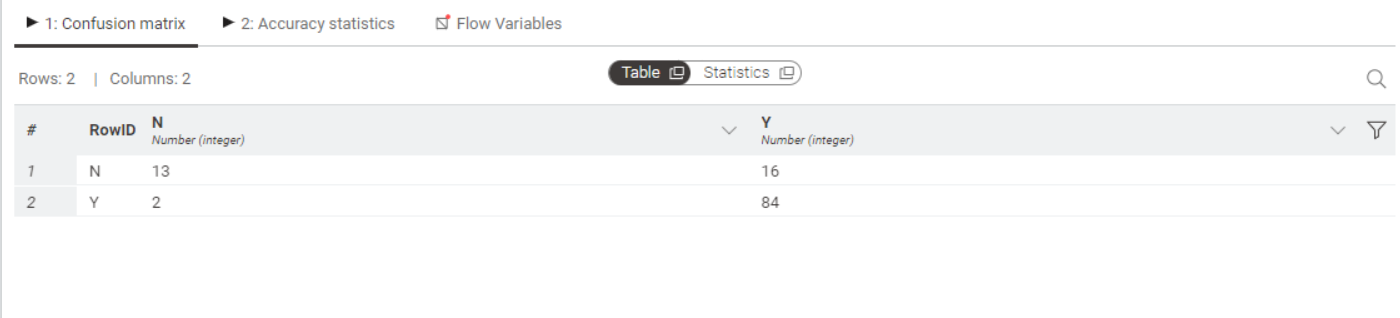 1: Confusion matrix 2: Accuracy statistics Flow Variables
Rows: 2 | Columns: 2 Table Statistics
# RowID N Y
Number (integer) Number (integer)
1 N 13 16
2 Y 2 84